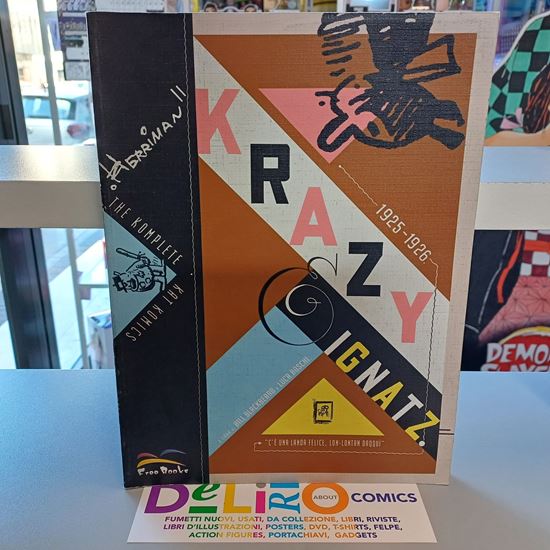 Herriman
THE KOMPLETE
KAT KOMICS
KRAZY
&
IGNATZ.
1925-1926.
BILL BLACKBEARD, LUCA BOSCHI
"C'È UNA LANDA FELICE, LON-LONTAN DAQQUI"
Free Books
DeLiRIO
ABOUT
COMICS
FUMETTI NUOVI, USATI, DA COLLEZIONE, LIBRI, RIVISTE,
LIBRI D'ILLUSTRAZIONI, POSTERS, DVD, T-SHIRTS, FELPE,
ACTION FIGURES, PORTACHIAVI, GADGETS
DEMON
SLAYER